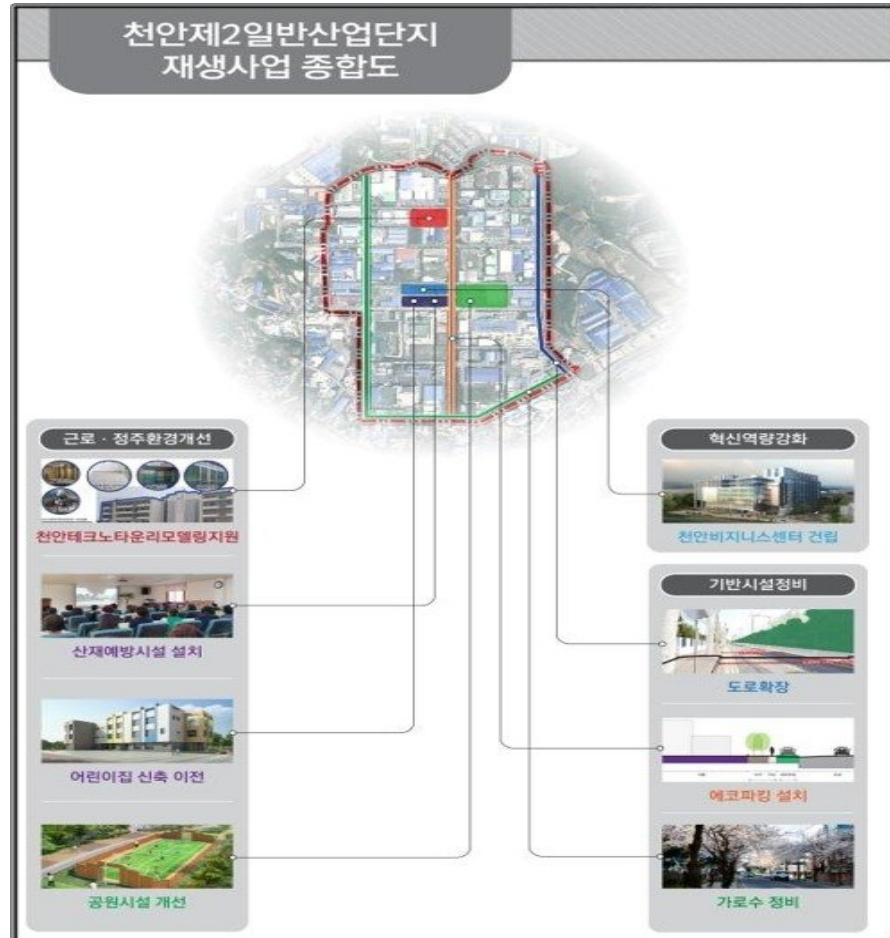 천안제2일반산업단지
재생사업 종합도
근로 · 정주환경개선
천안테크노타운리모델링지원
산재예방시설 설치
어린이집 신축 이전
공원시설 개선
혁신역량강화
천안비지니스센터 건립
기반시설정비
도로확장
에코파킹 설치
가로수 정비